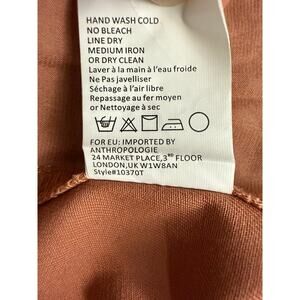 HAND WASH COLD
NO BLEACH
LINE DRY
MEDIUM IRON
OR DRY CLEAN
Laver à la main à l'eau froide
Ne Pas javelliser
Séchage à l'air libre
Repassage au fer moyen
or Nettoyage à sec
FOR EU: IMPORTED BY
ANTHROPOLOGIE
24 MARKET PLACE,3RD FLOOR
LONDON,UK W1W8AN
Style#10370T